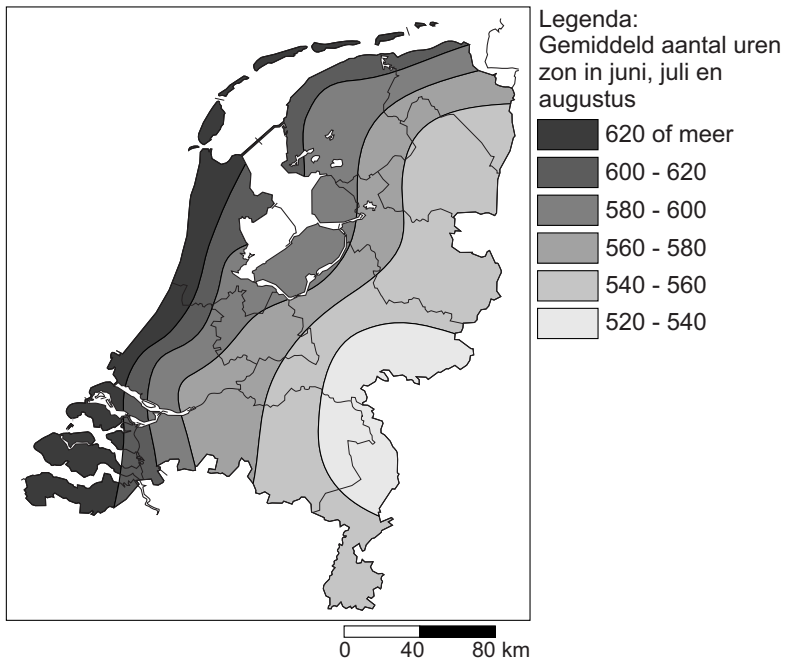 Legenda:
Gemiddeld aantal uren
zon in juni, juli en
augustus
620 of meer
600 - 620
580 - 600
560 - 580
540 - 560
520 - 540
0 40 80 km